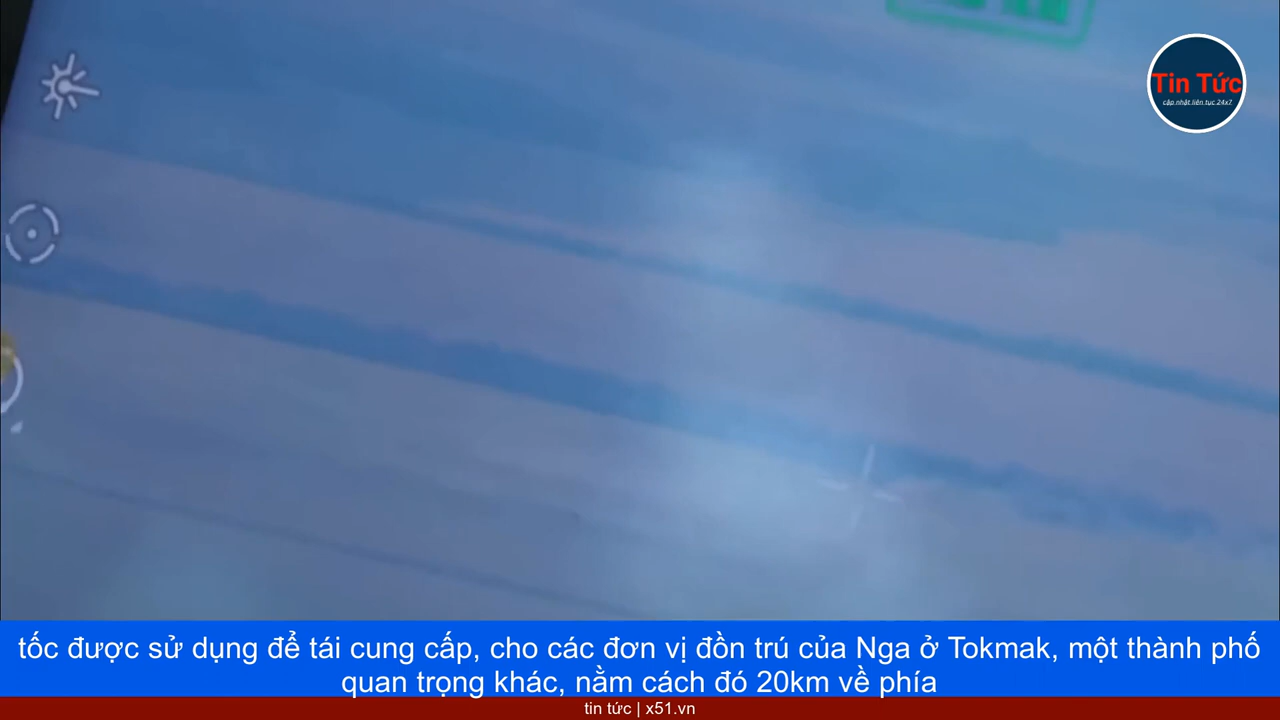 Tin Tức
cập nhật liên tục 24x7
tốc được sử dụng để tái cung cấp, cho các đơn vị đồn trú của Nga ở Tokmak, một thành phố
quan trọng khác, nằm cách đó 20km về phía
tin tức | x51.vn